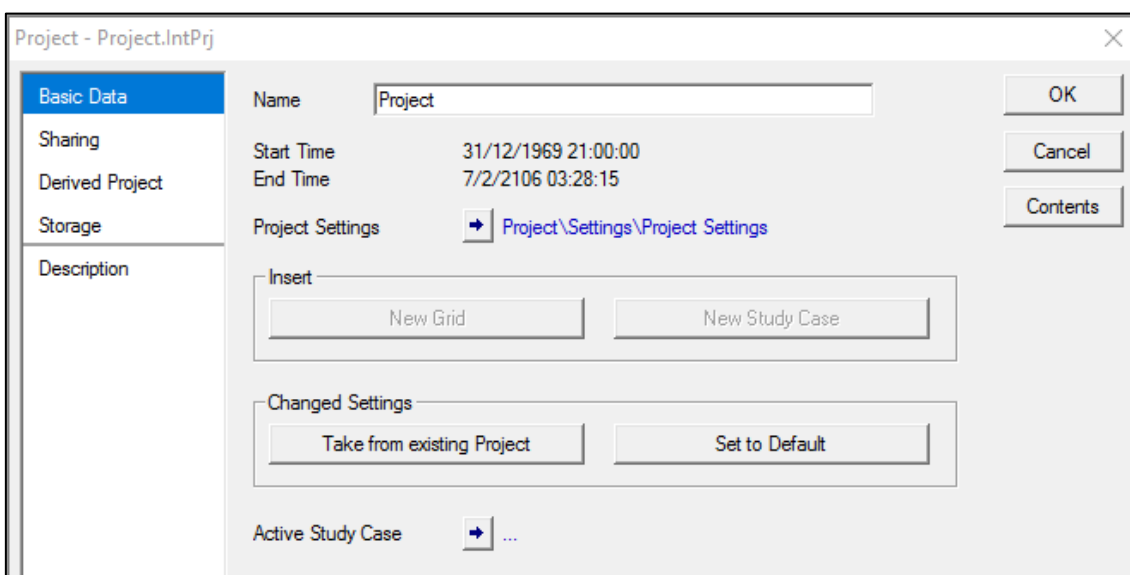 Project - Project.IntPrj
Basic Data
Sharing
Derived Project
Storage
Description
Name Project
Start Time 31/12/1969 21:00:00
End Time 7/2/2106 03:28:15
Project Settings Project\Settings\Project Settings
Insert
New Grid New Study Case
Changed Settings
Take from existing Project Set to Default
Active Study Case ...
OK
Cancel
Contents